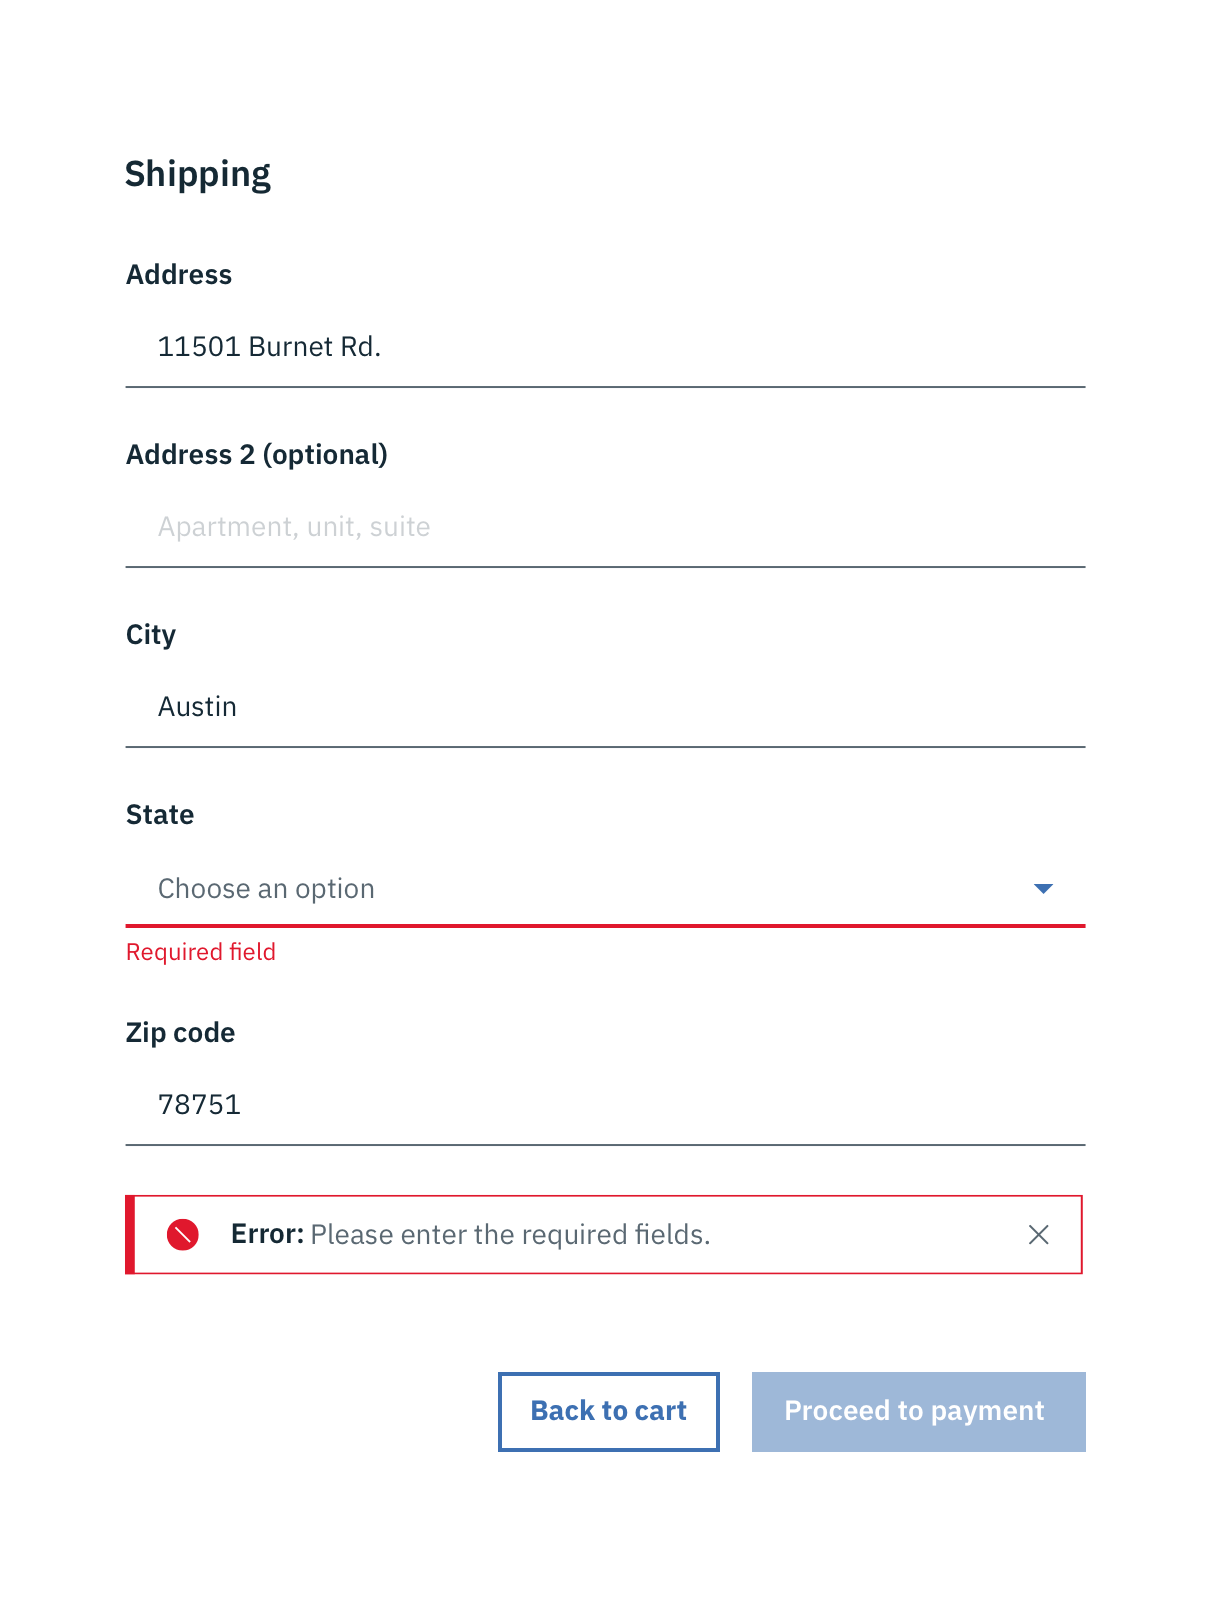 Shipping
Address
11501 Burnet Rd.
Address 2 (optional)
Apartment, unit, suite
City
Austin
State
Choose an option
Required field
Zip code
78751
Error: Please enter the required fields.
Back to cart
Proceed to payment